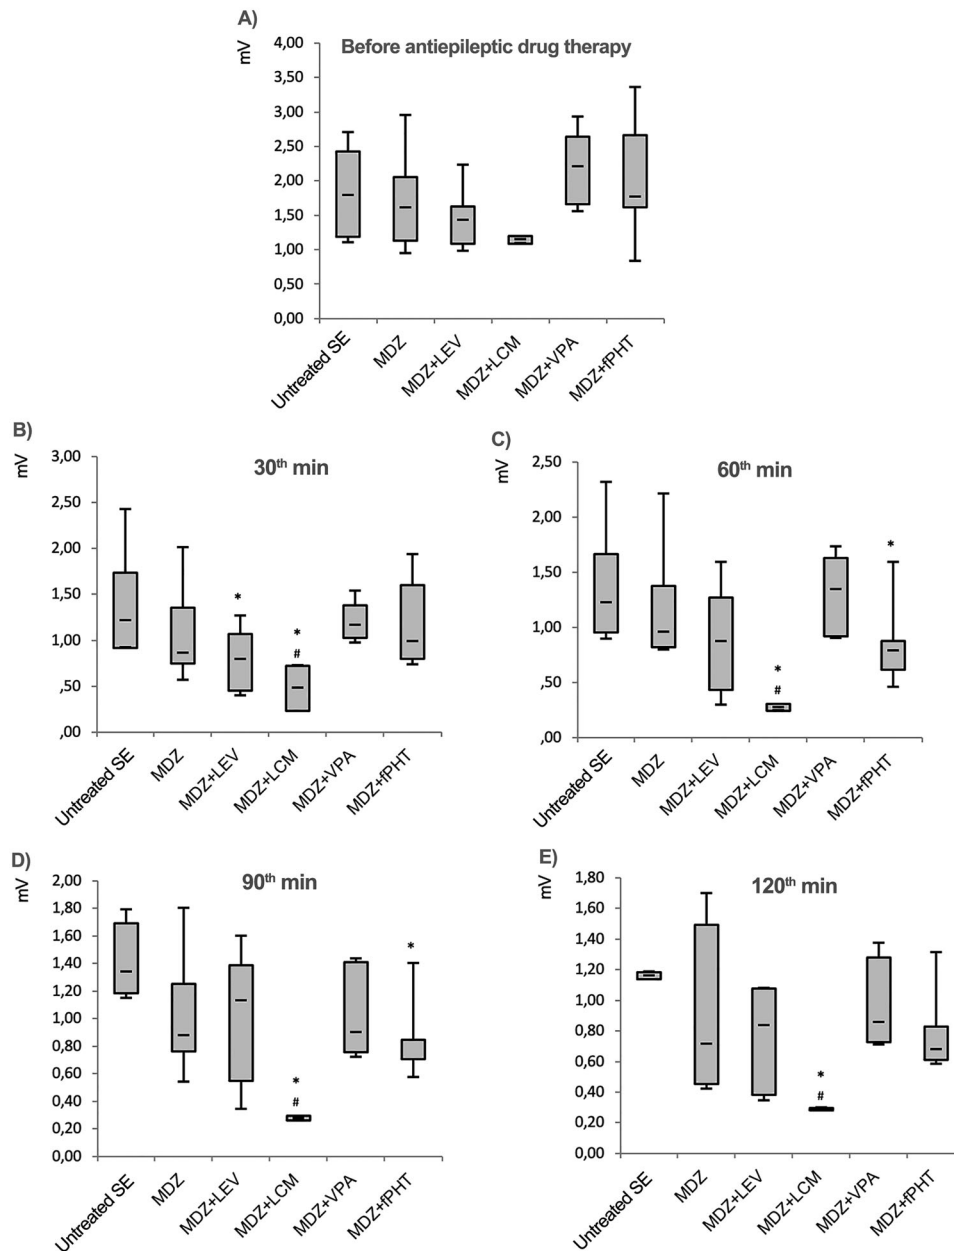 A)
Before antiepileptic drug therapy
mV
4,00
3,50
3,00
2,50
2,00
1,50
1,00
0,50
0,00
Untreated SE
MDZ
MDZ+LEV
MDZ+LCM
MDZ+VPA
MDZ+fPHT
B)
30th min
mV
3,00
2,50
2,00
1,50
1,00
,50
,00
*
*
#
Untreated SE
MDZ
MDZ+LEV
MDZ+LCM
MDZ+VPA
MDZ+fPHT
C)
60th min
mV
2,50
2,00
1,50
1,00
,50
,00
*
#
*
Untreated SE
MDZ
MDZ+LEV
MDZ+LCM
MDZ+VPA
MDZ+fPHT
D)
90th min
mV
2,00
1,80
1,60
1,40
1,20
1,00
0,80
0,60
0,40
0,20
0,00
*
#
*
Untreated SE
MDZ
MDZ+LEV
MDZ+LCM
MDZ+VPA
MDZ+fPHT
E)
120th min
mV
1,80
1,60
1,40
1,20
1,00
0,80
0,60
0,40
0,20
0,00
*
#
Untreated SE
MDZ
MDZ+LEV
MDZ+LCM
MDZ+VPA
MDZ+fPHT